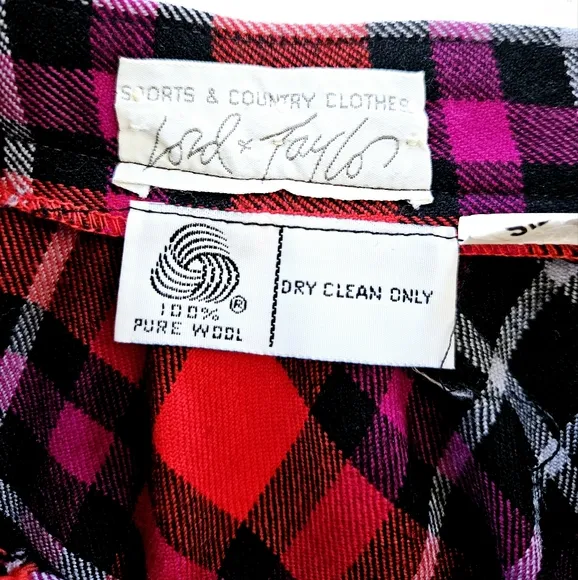 SPORTS & COUNTRY CLOTHES
Lord & Taylor
100% ®
PURE WOOL
DRY CLEAN ONLY